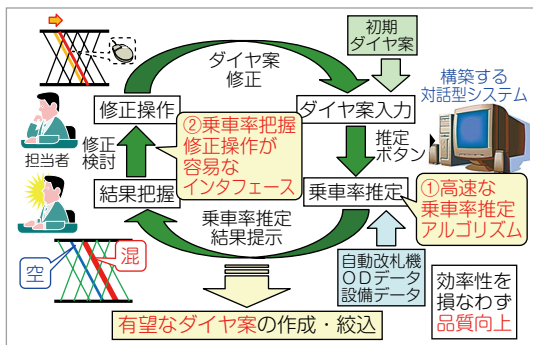 初期
ダイヤ案
ダイヤ案
修正
構築する
対話型システム
修正操作
ダイヤ案入力
担当者
修正
検討
②乗車率把握
修正操作が
容易な
インタフェース
推定
ボタン
結果把握
乗車率推定
①高速な
乗車率推定
アルゴリズム
乗車率推定
結果提示
空
混
自動改札機
ODデータ
設備データ
効率性を
損なわず
品質向上
有望なダイヤ案の作成・絞込